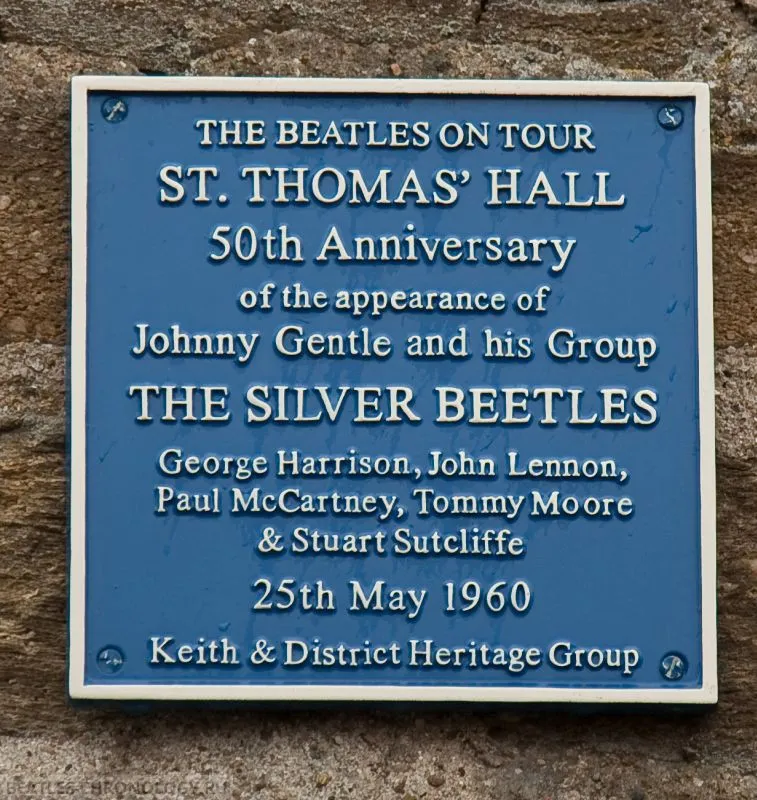 THE BEATLES ON TOUR
ST. THOMAS' HALL
50th Anniversary
of the appearance of
Johnny Gentle and his Group
THE SILVER BEETLES
George Harrison, John Lennon,
Paul McCartney, Tommy Moore
& Stuart Sutcliffe
25th May 1960
Keith & District Heritage Group